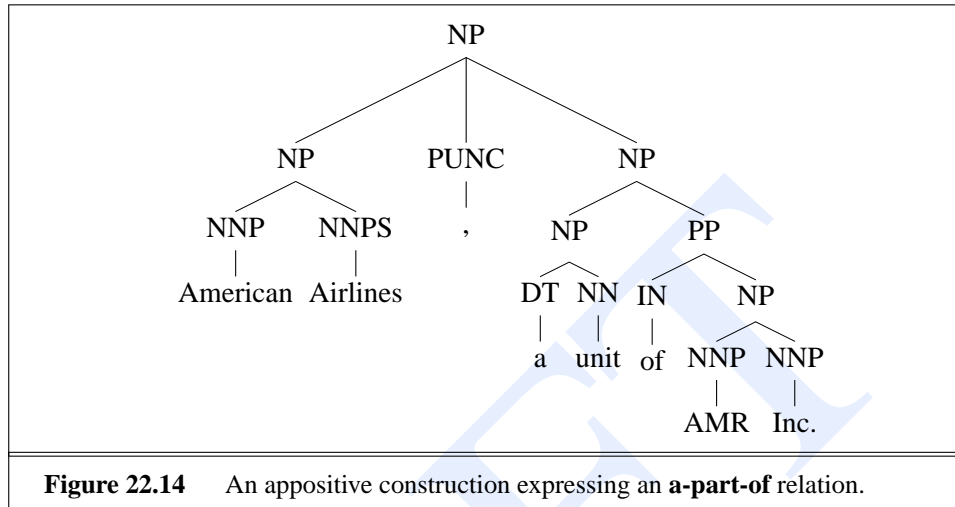 NP
NP PUNC NP
NNP NNPS , NP PP
American Airlines DT NN IN NP
a unit of NNP NNP
AMR Inc.
Figure 22.14 An appositive construction expressing an a-part-of relation.